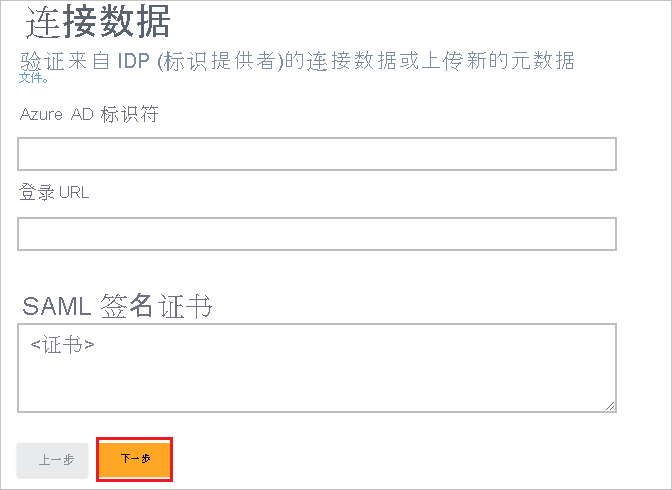 连接数据
验证来自 IDP (标识提供者)的连接数据或上传新的元数据
文件。
Azure AD 标识符
登录 URL
SAML 签名证书
<证书>
上一步
下一步